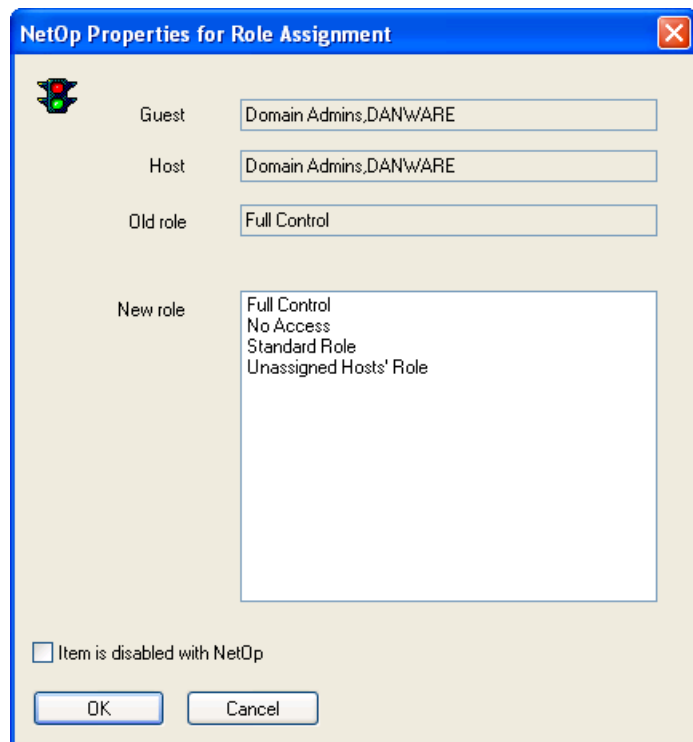 NetOp Properties for Role Assignment
Guest Domain Admins,DANWARE
Host Domain Admins,DANWARE
Old role Full Control
New role Full Control
No Access
Standard Role
Unassigned Hosts' Role
Item is disabled with NetOp
OK Cancel